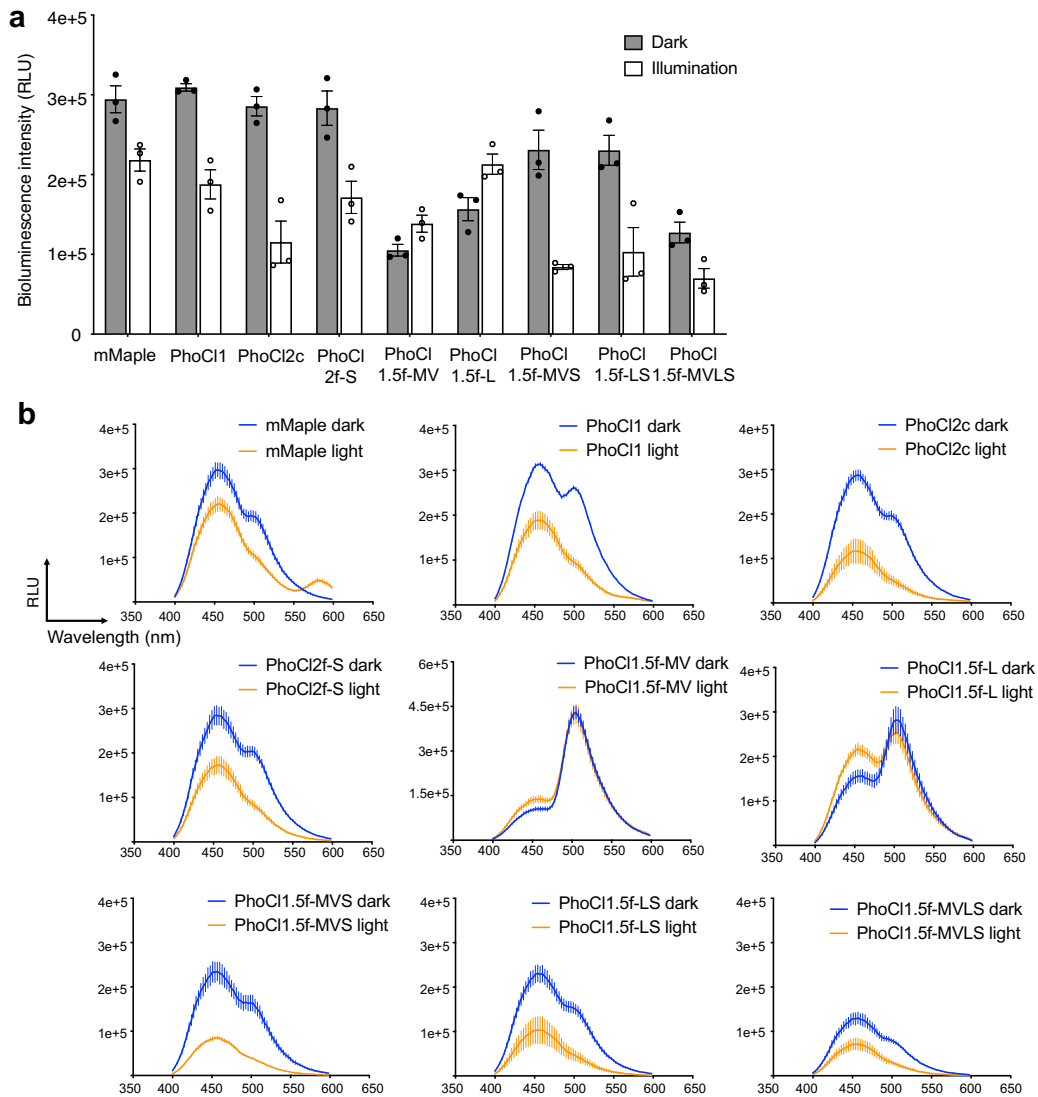 a
Bioluminescence intensity (RLU)
4e+5
3e+5
2e+5
1e+5
0
Dark
Illumination
mMaple
PhoCl1
PhoCl2c
PhoCl
2f-S
PhoCl
1.5f-MV
PhoCl
1.5f-L
PhoCl
1.5f-MVS
PhoCl
1.5f-LS
PhoCl
1.5f-MVLS
b
mMaple dark
mMaple light
4e+5
3e+5
2e+5
1e+5
350 400 450 500 550 600 650
RLU
Wavelength (nm)
PhoCl1 dark
PhoCl1 light
4e+5
3e+5
2e+5
1e+5
350 400 450 500 550 600 650
PhoCl2c dark
PhoCl2c light
4e+5
3e+5
2e+5
1e+5
350 400 450 500 550 600 650
PhoCl2f-S dark
PhoCl2f-S light
4e+5
3e+5
2e+5
1e+5
350 400 450 500 550 600 650
PhoCl1.5f-MV dark
PhoCl1.5f-MV light
6e+5
4.5e+5
3e+5
1.5e+5
350 400 450 500 550 600 650
PhoCl1.5f-L dark
PhoCl1.5f-L light
4e+5
3e+5
2e+5
1e+5
350 400 450 500 550 600 650
PhoCl1.5f-MVS dark
PhoCl1.5f-MVS light
4e+5
3e+5
2e+5
1e+5
350 400 450 500 550 600 650
PhoCl1.5f-LS dark
PhoCl1.5f-LS light
4e+5
3e+5
2e+5
1e+5
350 400 450 500 550 600 650
PhoCl1.5f-MVLS dark
PhoCl1.5f-MVLS light
4e+5
3e+5
2e+5
1e+5
350 400 450 500 550 600 650